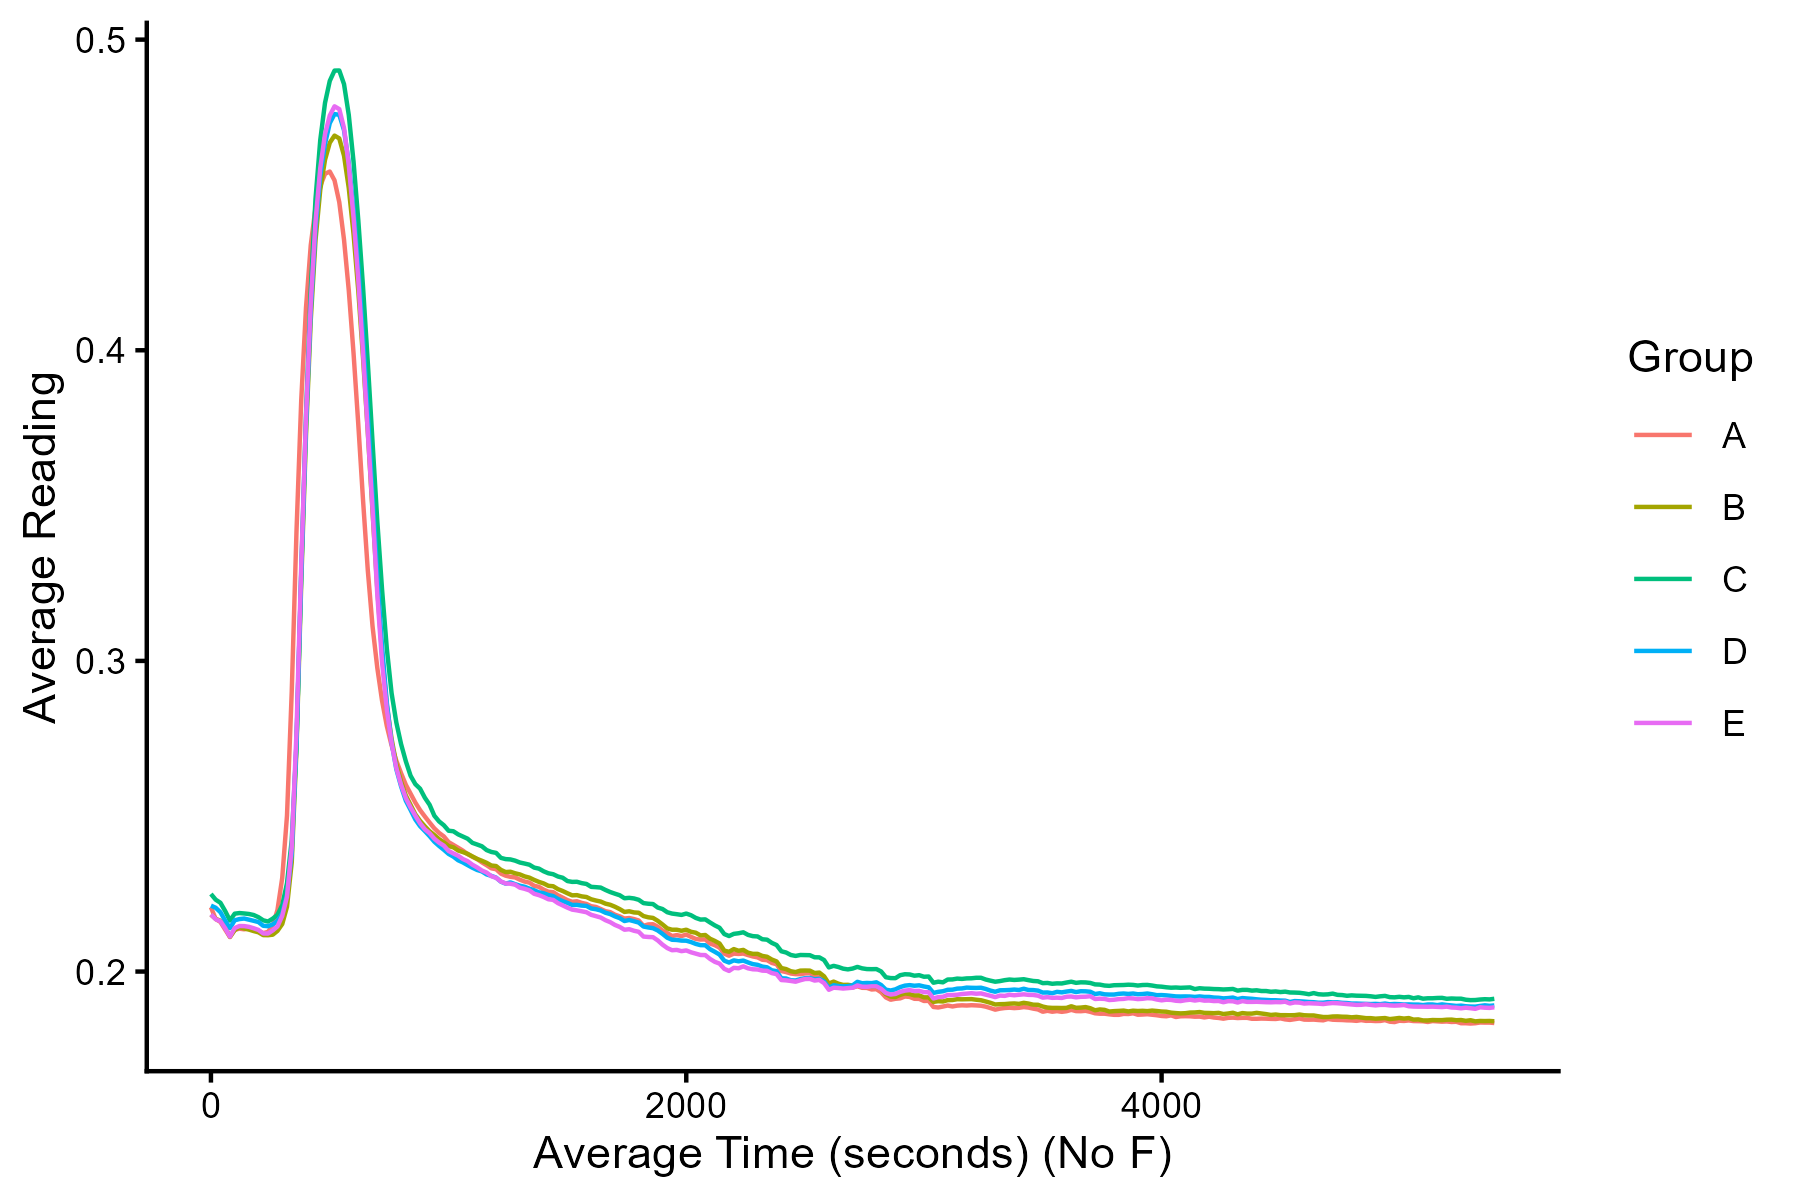 0.5
0.4
0.3
0.2
Average Reading
0
2000
4000
Average Time (seconds) (No F)
Group
A
B
C
D
E